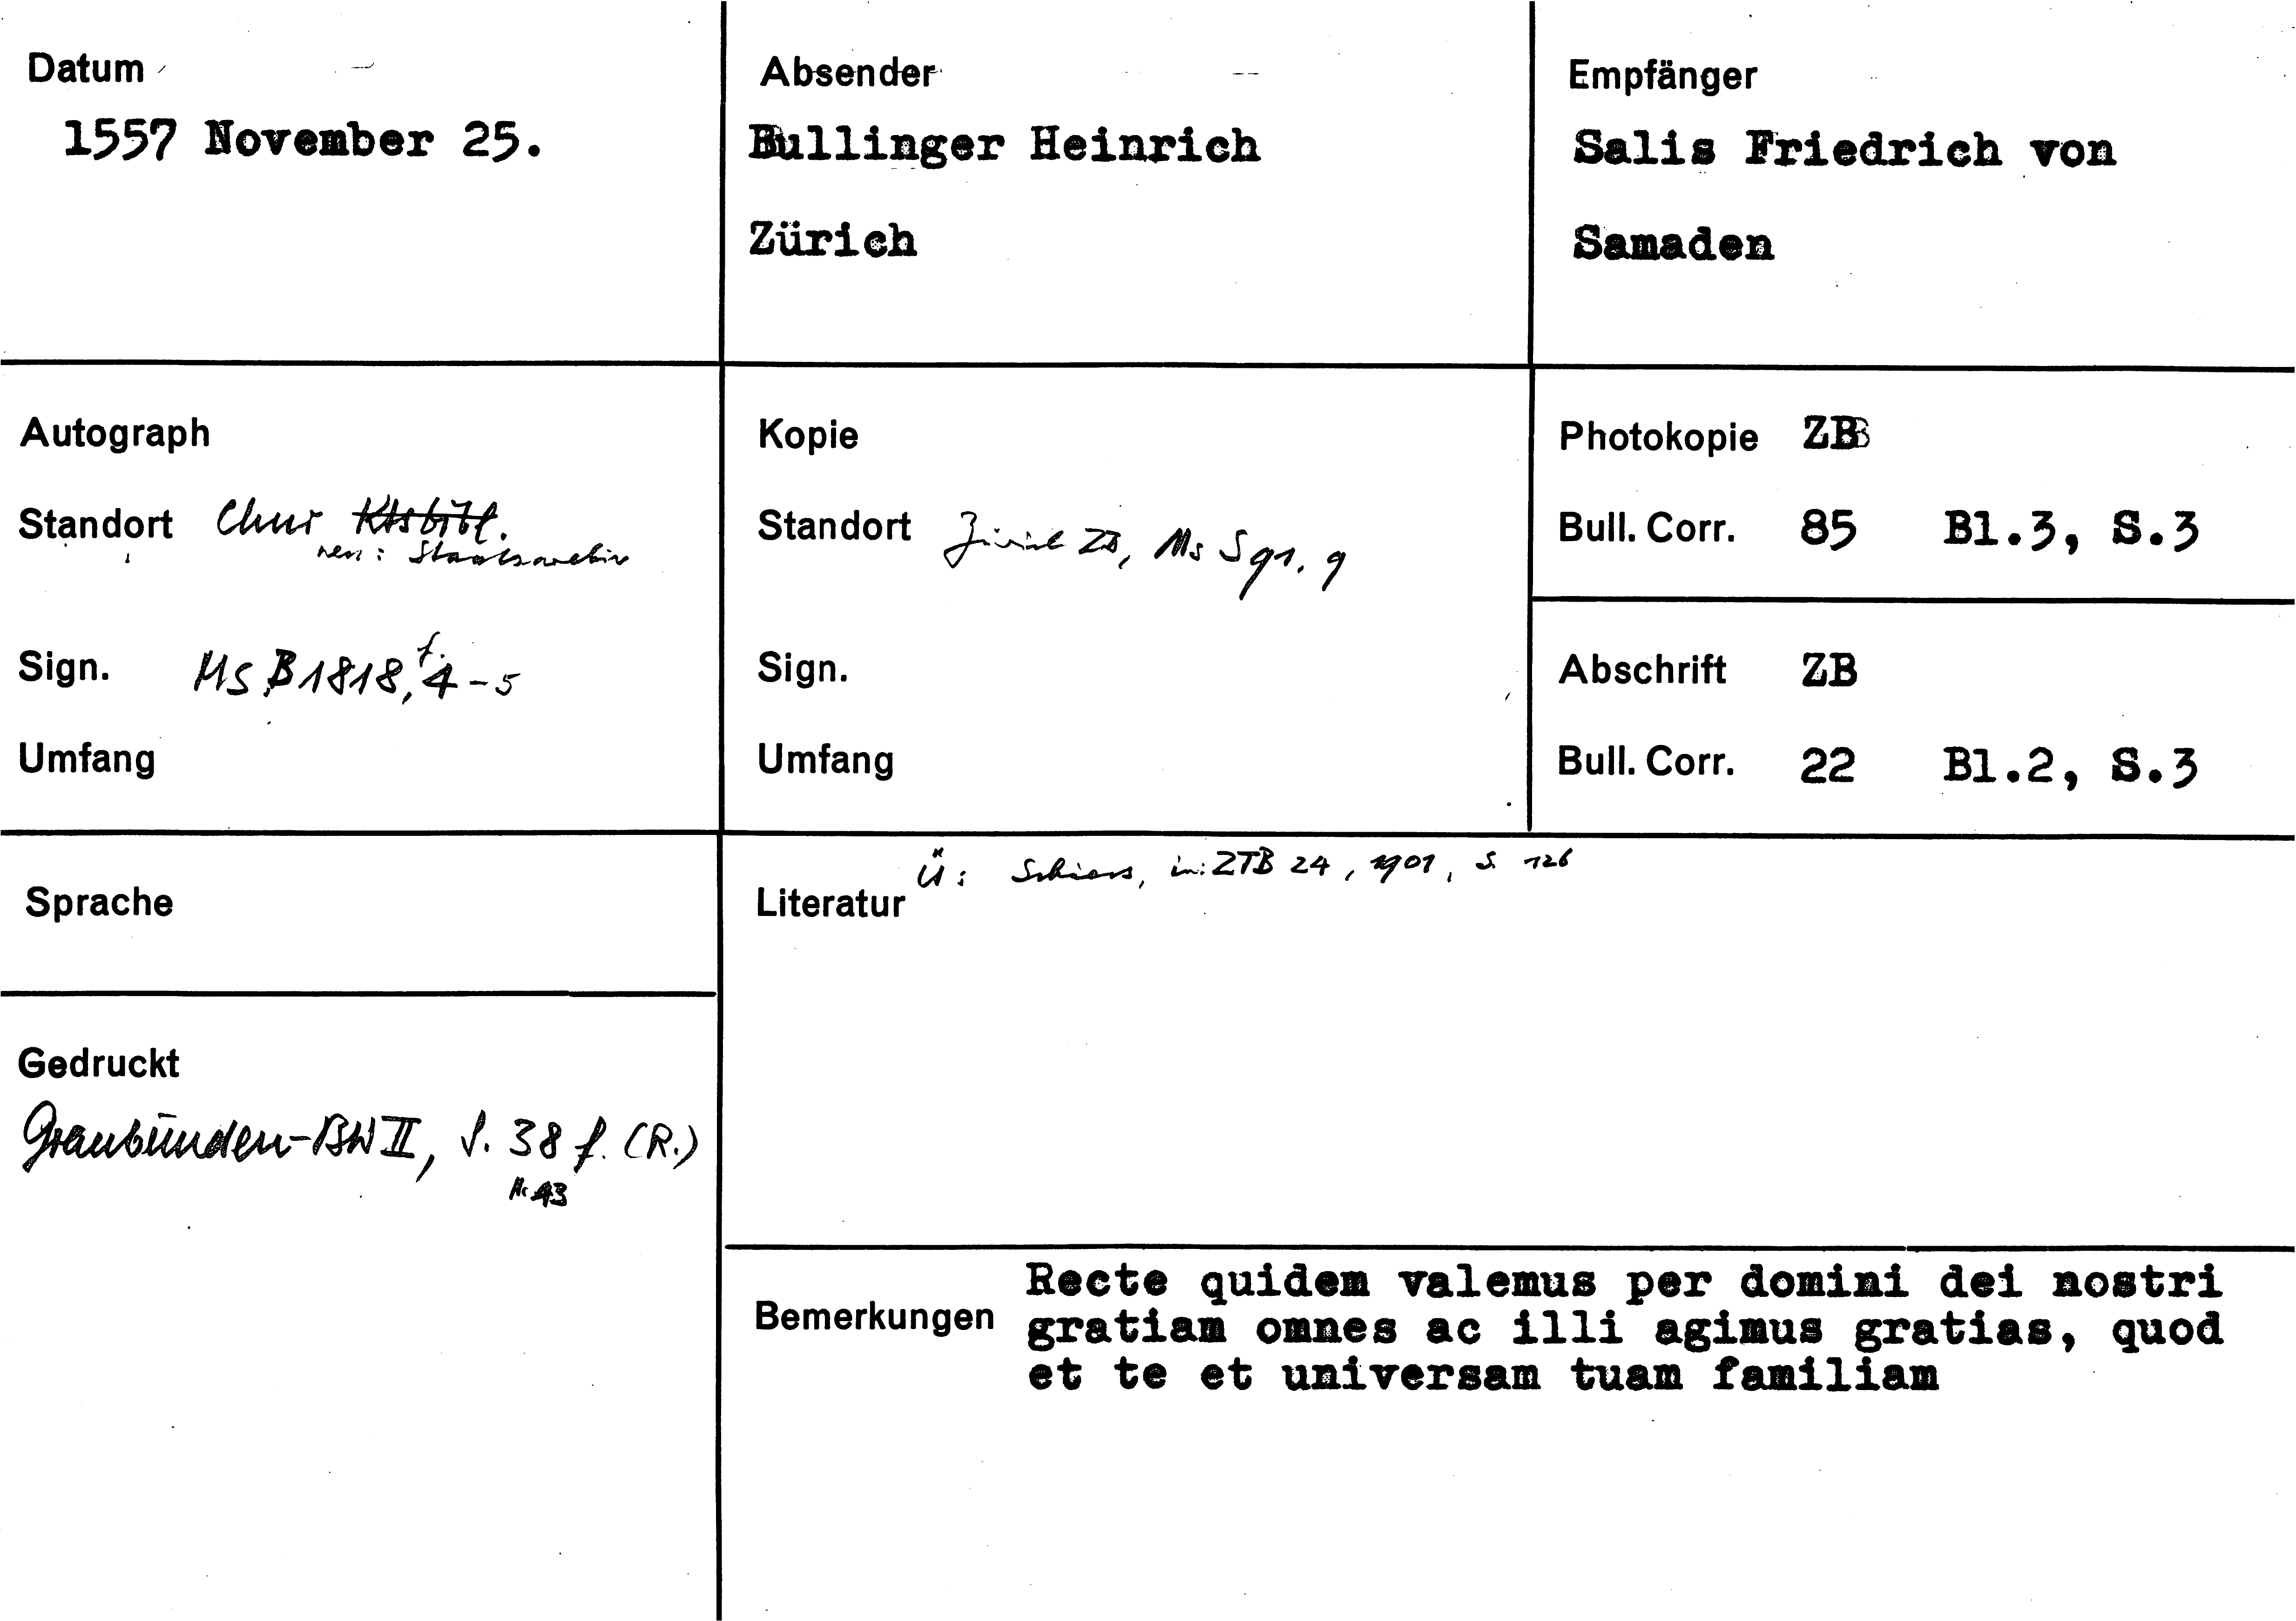 Datum
1557 November 25.
Absender
Bullinger Heinrich
Zürich
Empfänger
Salis Friedrich von
Samaden
Autograph
Standort Chur Ktsbibl.
neu: Staatsarchiv
Sign. MS B 1818, f. 4-5
Umfang
Kopie
Standort Zürich ZB, Ms S gr. 9
Sign.
Umfang
Photokopie ZB
Bull. Corr. 85 Bl.3, S.3
Abschrift ZB
Bull. Corr. 22 Bl.2, S.3
Sprache
Gedruckt
Graubünden-BW II, S. 38 f. (R.)
Nr 43
Literatur
Ü: Schiess, in: ZTB 24, 1901, S. 126
Bemerkungen
Recte quidem valemus per domini dei nostri
gratiam omnes ac illi agimus gratias, quod
et te et universam tuam familiam